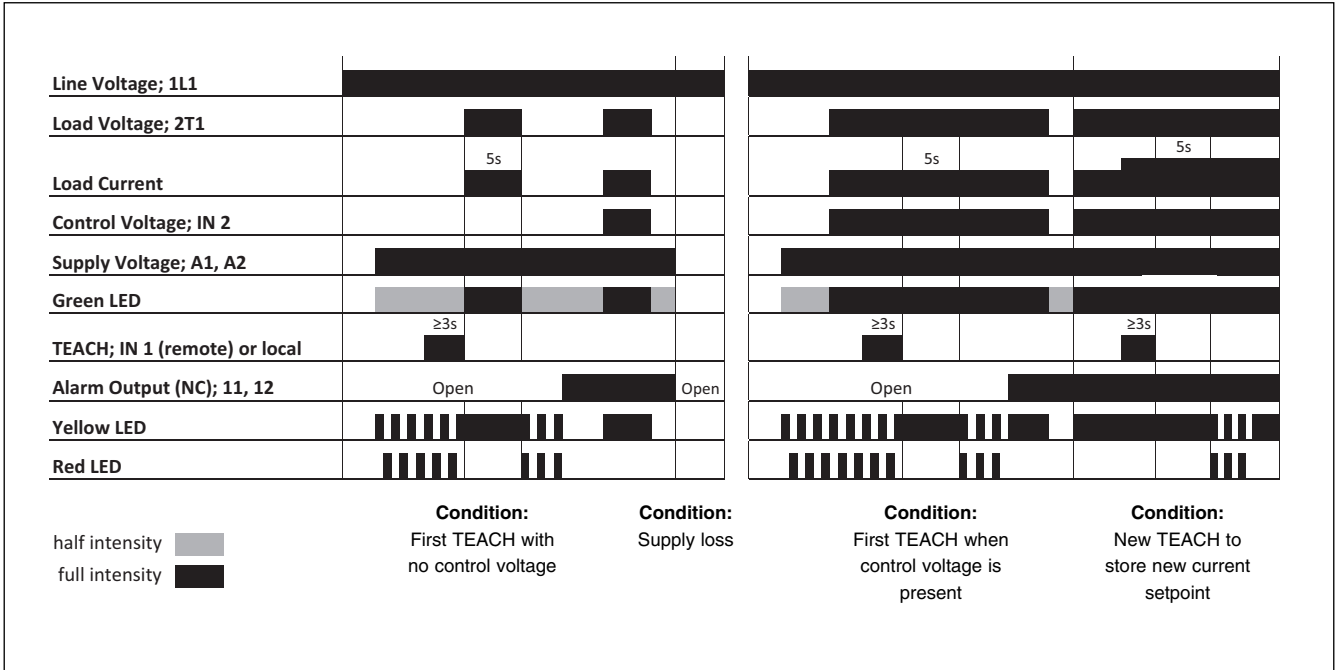 Line Voltage; 1L1
Load Voltage; 2T1
5s 5s 5s
Load Current
Control Voltage; IN 2
Supply Voltage; A1, A2
Green LED
≥3s ≥3s ≥3s
TEACH; IN 1 (remote) or local
Alarm Output (NC); 11, 12 Open Open Open
Yellow LED
Red LED
half intensity
full intensity
Condition:
First TEACH with
no control voltage
Condition:
Supply loss
Condition:
First TEACH when
control voltage is
present
Condition:
New TEACH to
store new current
setpoint